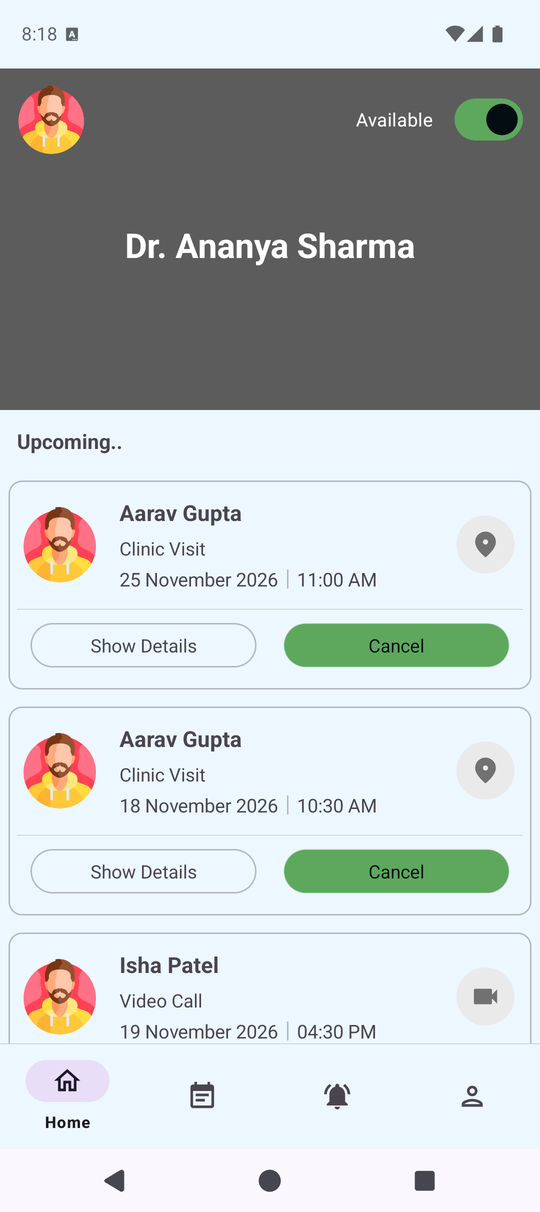 8:18 A
Available
Dr. Ananya Sharma
Upcoming..
Aarav Gupta
Clinic Visit
25 November 2026 | 11:00 AM
Show Details Cancel
Aarav Gupta
Clinic Visit
18 November 2026 | 10:30 AM
Show Details Cancel
Isha Patel
Video Call
19 November 2026 | 04:30 PM
Home